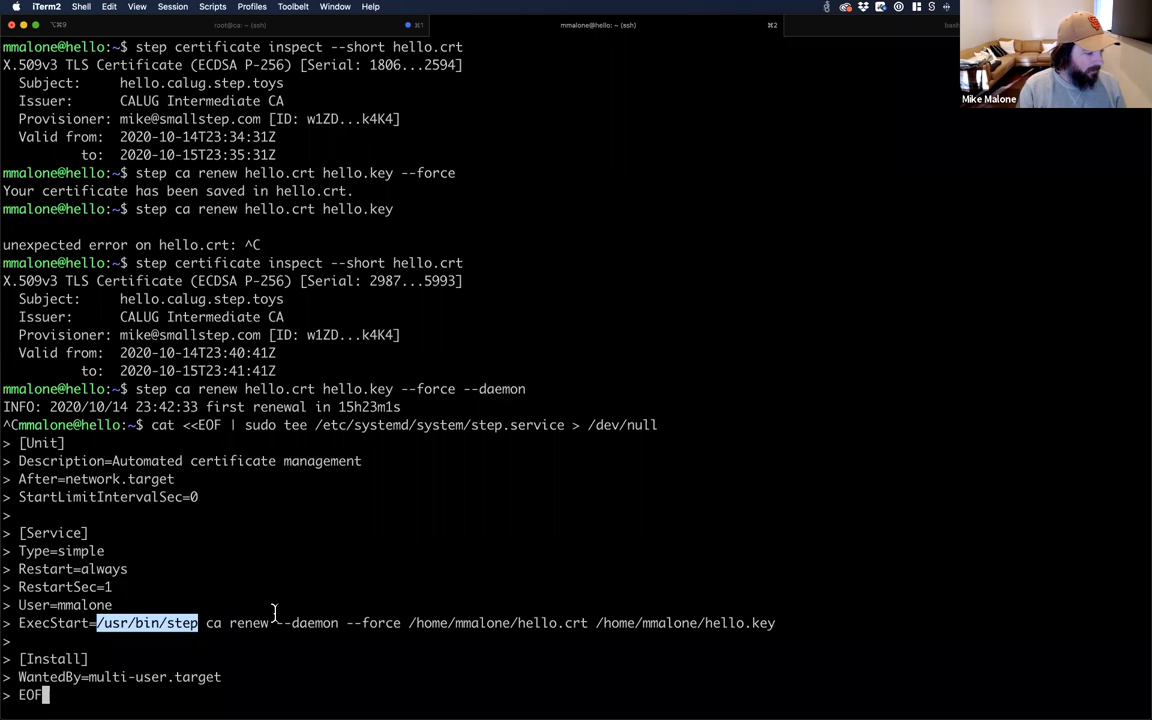 iTerm2 Shell Edit View Session Scripts Profiles Toolbelt Window Help
⌥⌘9 root@ca: ~ (ssh) ⌘1 mmalone@hello: ~ (ssh) ⌘2
mmalone@hello:~$ step certificate inspect --short hello.crt
X.509v3 TLS Certificate (ECDSA P-256) [Serial: 1806...2594]
Subject: hello.calug.step.toys
Issuer: CALUG Intermediate CA
Provisioner: mike@smallstep.com [ID: w1ZD...k4K4]
Valid from: 2020-10-14T23:34:31Z
to: 2020-10-15T23:35:31Z
mmalone@hello:~$ step ca renew hello.crt hello.key --force
Your certificate has been saved in hello.crt.
mmalone@hello:~$ step ca renew hello.crt hello.key
unexpected error on hello.crt: ^C
mmalone@hello:~$ step certificate inspect --short hello.crt
X.509v3 TLS Certificate (ECDSA P-256) [Serial: 2987...5993]
Subject: hello.calug.step.toys
Issuer: CALUG Intermediate CA
Provisioner: mike@smallstep.com [ID: w1ZD...k4K4]
Valid from: 2020-10-14T23:40:41Z
to: 2020-10-15T23:41:41Z
mmalone@hello:~$ step ca renew hello.crt hello.key --force --daemon
INFO: 2020/10/14 23:42:33 first renewal in 15h23m1s
^Cmmalone@hello:~$ cat <<EOF | sudo tee /etc/systemd/system/step.service > /dev/null
> [Unit]
> Description=Automated certificate management
> After=network.target
> StartLimitIntervalSec=0
>
> [Service]
> Type=simple
> Restart=always
> RestartSec=1
> User=mmalone
> ExecStart=/usr/bin/step ca renew --daemon --force /home/mmalone/hello.crt /home/mmalone/hello.key
>
> [Install]
> WantedBy=multi-user.target
> EOF
Mike Malone